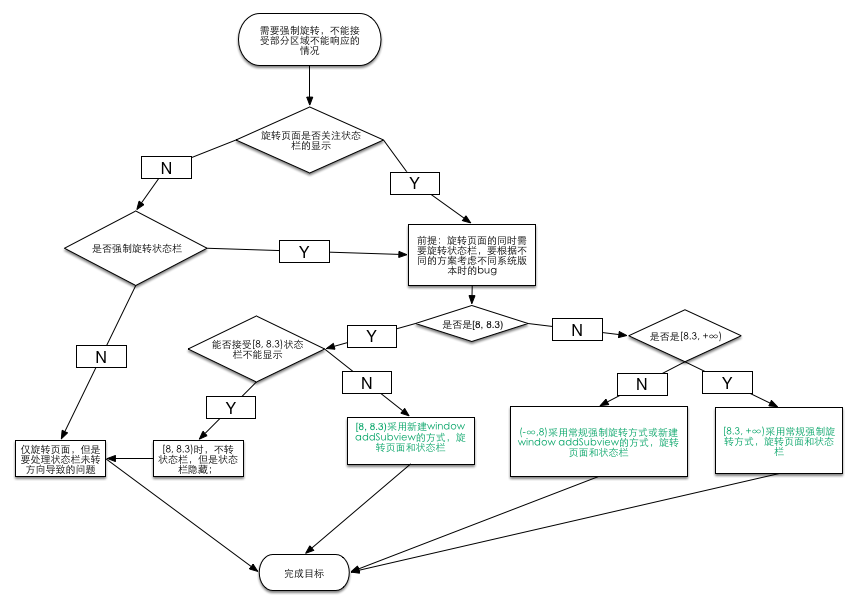 需要强制旋转，不能接
受部分区域不能响应的
情况
旋转页面是否关注状态
栏的显示
N
Y
是否强制旋转状态栏
Y
前提：旋转页面的同时需
要旋转状态栏，要根据不
同的方案考虑不同系统版
本时的bug
是否是[8, 8.3)
Y
N
是否是[8.3, +∞)
能否接受[8, 8.3)状态
栏不能显示
N
Y
N
N
Y
[8, 8.3)采用新建window
addSubview的方式，旋
转页面和状态栏
(-∞,8)采用常规强制旋转方式或新建
window addSubview的方式，旋转
页面和状态栏
[8.3, +∞)采用常规强制旋
转方式，旋转页面和状态
栏
仅旋转页面，但是
要处理状态栏未转
方向导致的问题
[8, 8.3)时，不转
状态栏，但是状态
栏隐藏；
完成目标